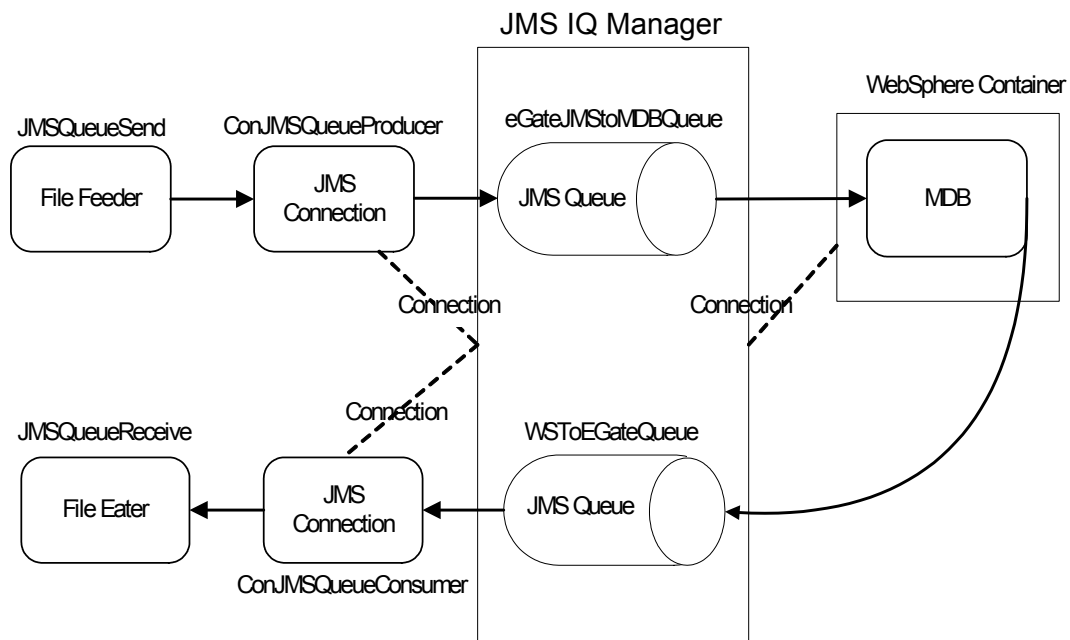 JMS IQ Manager
WebSphere Container
JMSQueueSend
ConJMSQueueProducer
eGateJMStoMDBQueue
File Feeder
JMS
Connection
JMS Queue
MDB
Connection
Connection
Connection
JMSQueueReceive
WSToEGateQueue
File Eater
JMS
Connection
JMS Queue
ConJMSQueueConsumer